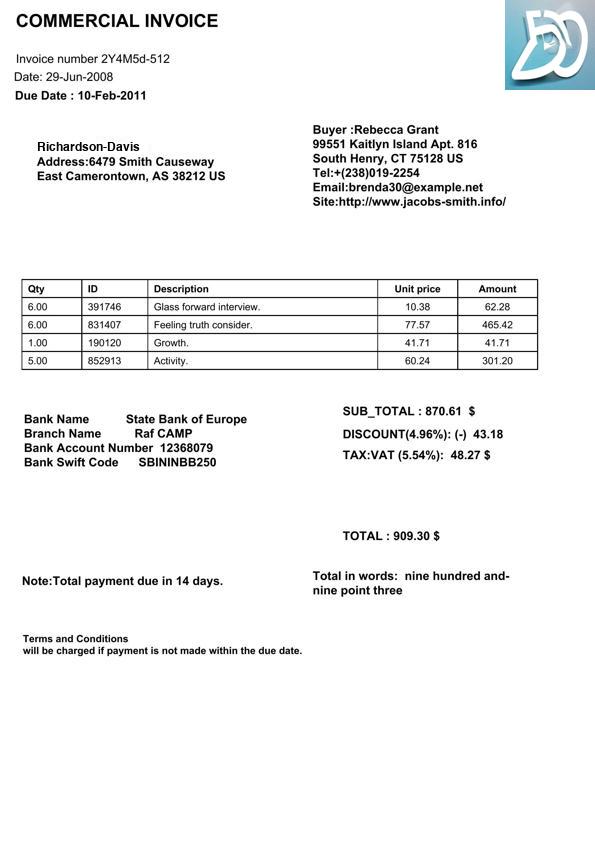 COMMERCIAL INVOICE
Invoice number 2Y4M5d-512
Date: 29-Jun-2008
Due Date : 10-Feb-2011
Richardson-Davis
Address:6479 Smith Causeway
East Camerontown, AS 38212 US
Buyer :Rebecca Grant
99551 Kaitlyn Island Apt. 816
South Henry, CT 75128 US
Tel:+(238)019-2254
Email:brenda30@example.net
Site:http://www.jacobs-smith.info/
Qty ID Description Unit price Amount
6.00 391746 Glass forward interview. 10.38 62.28
6.00 831407 Feeling truth consider. 77.57 465.42
1.00 190120 Growth. 41.71 41.71
5.00 852913 Activity. 60.24 301.20
Bank Name State Bank of Europe
Branch Name Raf CAMP
Bank Account Number 12368079
Bank Swift Code SBININBB250
SUB_TOTAL : 870.61 $
DISCOUNT(4.96%): (-) 43.18
TAX:VAT (5.54%): 48.27 $
TOTAL : 909.30 $
Note:Total payment due in 14 days.
Total in words: nine hundred and-
nine point three
Terms and Conditions
will be charged if payment is not made within the due date.